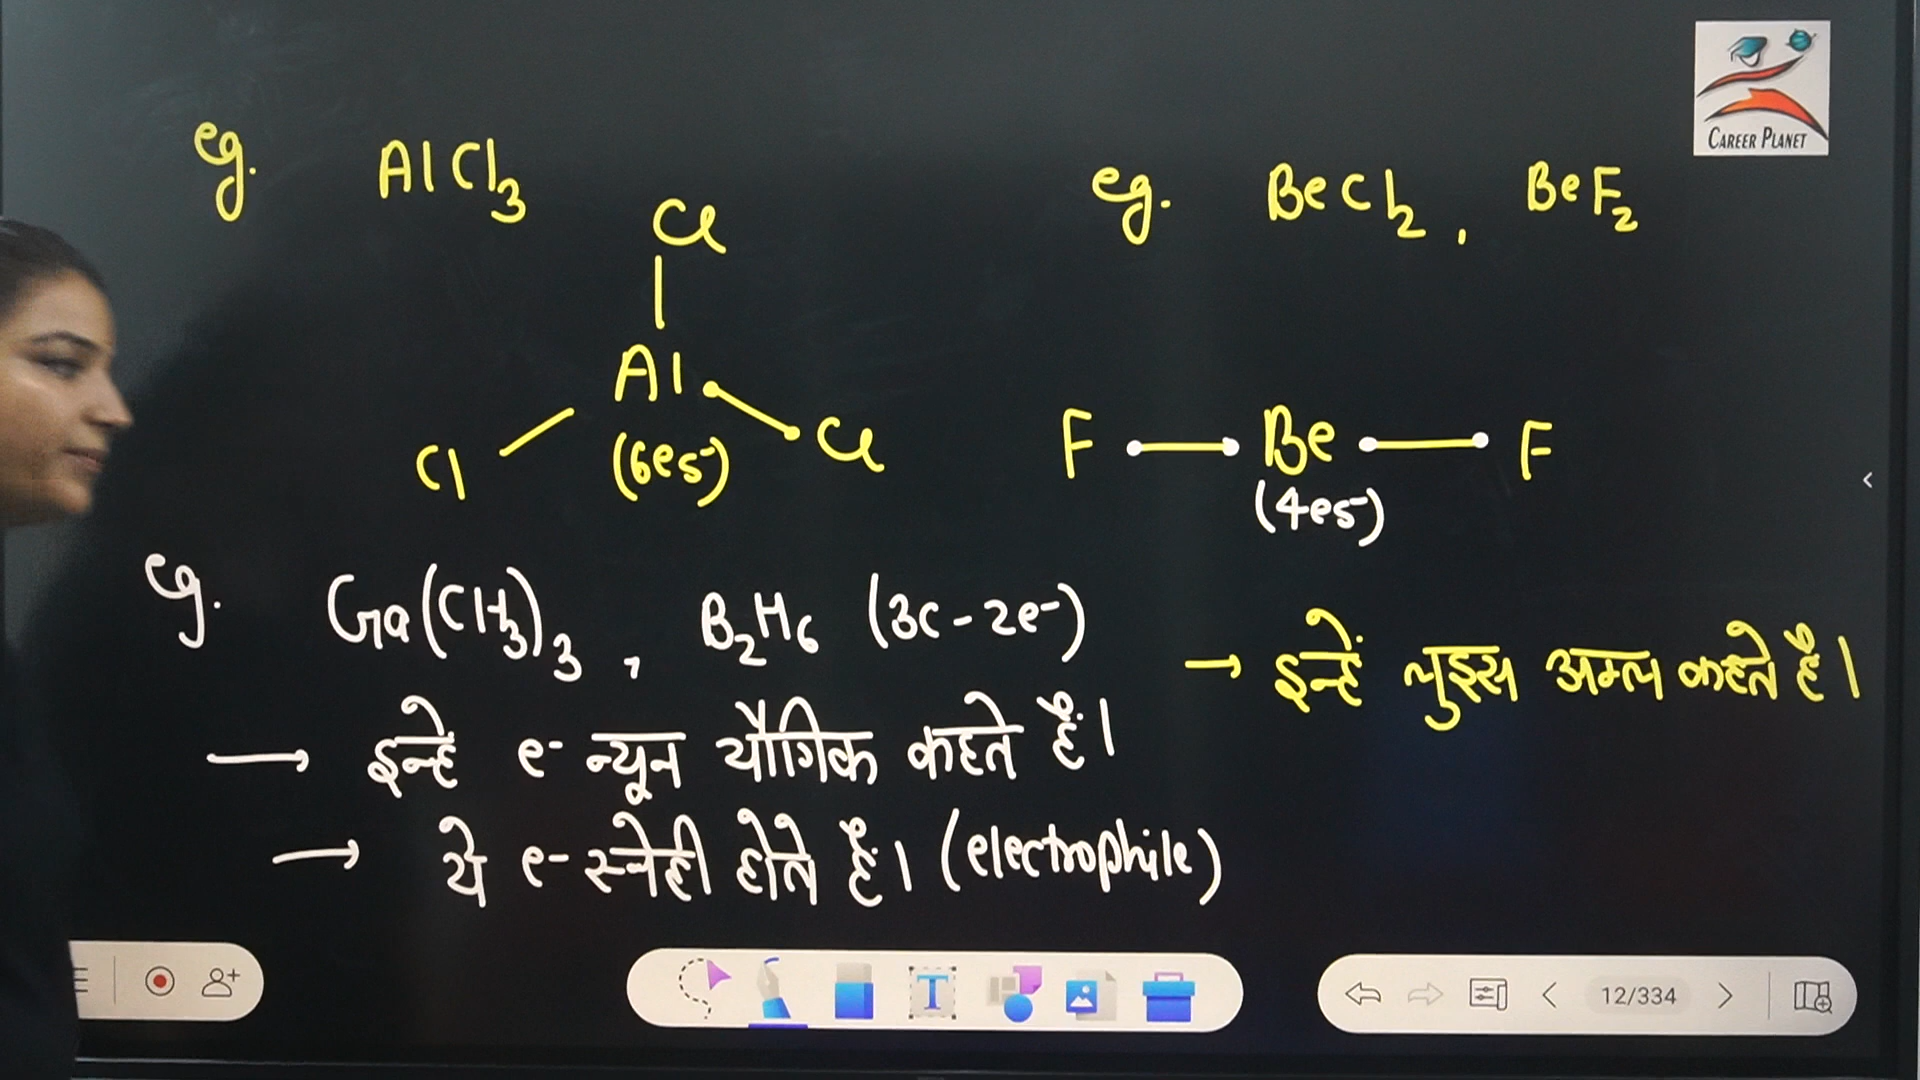 CAREER PLANET
eg. AlCl3
Cl
Al
(6es-)
Cl
Cl
eg. BeCl2, BeF2
F Be F
(4es-)
eg. Ga(CH3)3, B2H6 (3c-2e-)
→ इन्हें लुइस अम्ल कहते हैं।
→ इन्हे e- न्यून यौगिक कहते हैं।
→ ये e- स्नेही होते हैं। (electrophile)
T
12/334